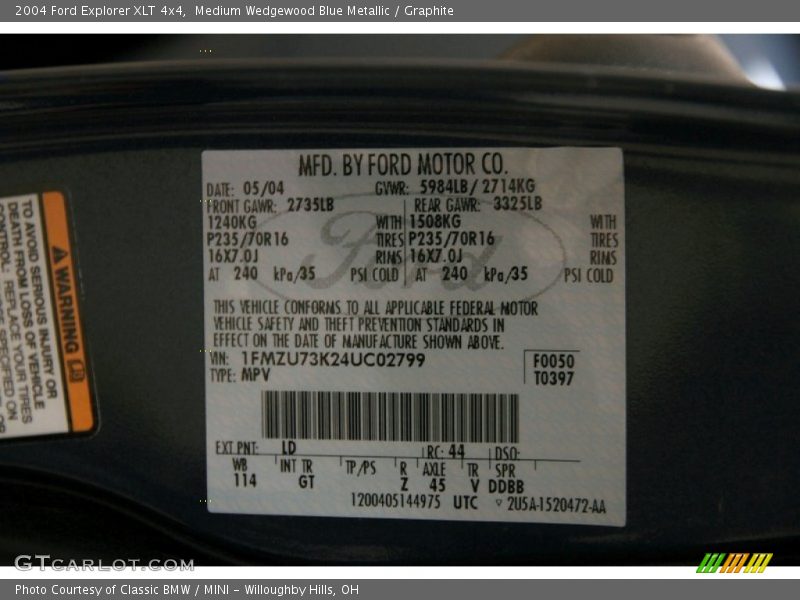 2004 Ford Explorer XLT 4x4, Medium Wedgewood Blue Metallic / Graphite
MFD. BY FORD MOTOR CO.
DATE: 05/04 GVWR: 5984LB/ 2714KG
FRONT GAWR: 2735LB REAR GAWR: 3325LB
1240KG WITH 1508KG WITH
P235/70R16 TIRES P235/70R16 TIRES
16X7.0J RIMS 16X7.0J RIMS
AT 240 kPa/35 PSI COLD AT 240 kPa/35 PSI COLD
Ford
THIS VEHICLE CONFORMS TO ALL APPLICABLE FEDERAL MOTOR
VEHICLE SAFETY AND THEFT PREVENTION STANDARDS IN
EFFECT ON THE DATE OF MANUFACTURE SHOWN ABOVE.
VIN: 1FMZU73K24UC02799 F0050
TYPE: MPV T0397
EXT PNT: LD RC: 44 DSO:
WB INT TR TP/PS R AXLE TR SPR
114 GT Z 45 V DDBB
1200405144975 UTC ▽ 2U5A-1520472-AA
WARNING
TO AVOID SERIOUS INJURY OR
DEATH FROM LOSS OF VEHICLE
CONTROL: REPLACE YOUR TIRES
SPECIFIED ON
GTCarLot.com
Photo Courtesy of Classic BMW / MINI - Willoughby Hills, OH